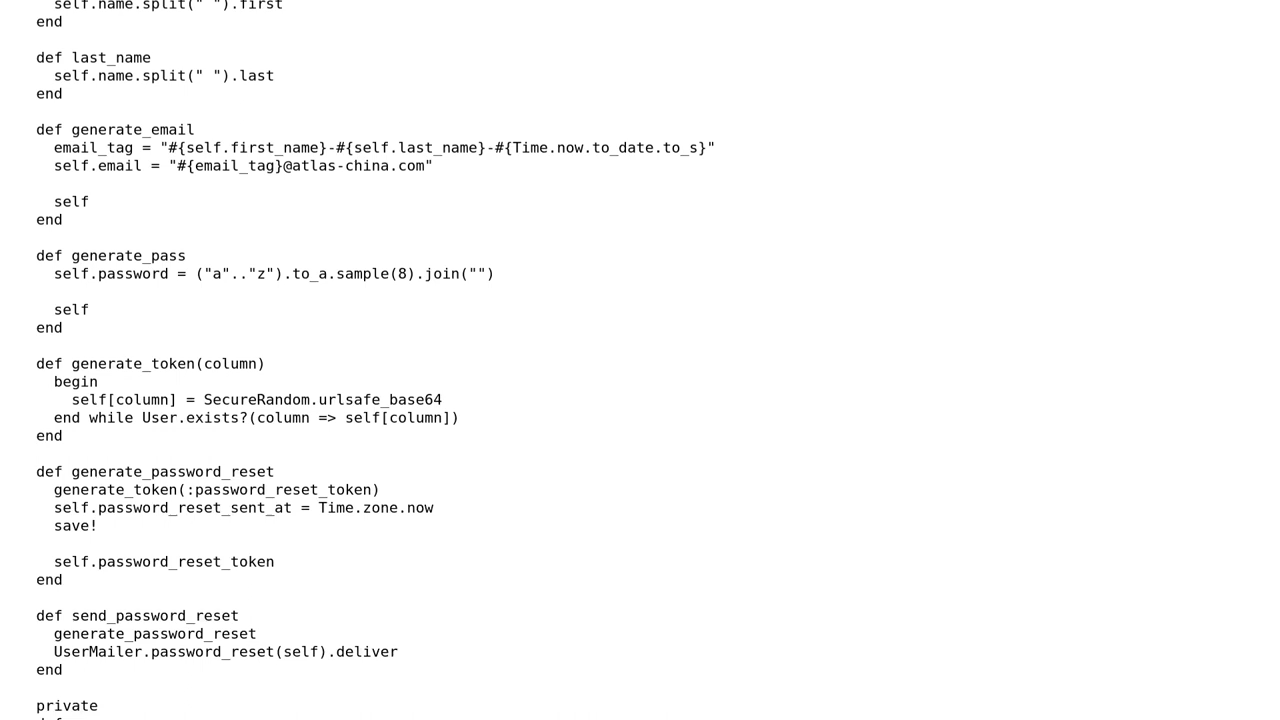 self.name.split(" ").first
end

def last_name
  self.name.split(" ").last
end

def generate_email
  email_tag = "#{self.first_name}-#{self.last_name}-#{Time.now.to_date.to_s}"
  self.email = "#{email_tag}@atlas-china.com"

  self
end

def generate_pass
  self.password = ("a".."z").to_a.sample(8).join("")

  self
end

def generate_token(column)
  begin
    self[column] = SecureRandom.urlsafe_base64
  end while User.exists?(column => self[column])
end

def generate_password_reset
  generate_token(:password_reset_token)
  self.password_reset_sent_at = Time.zone.now
  save!

  self.password_reset_token
end

def send_password_reset
  generate_password_reset
  UserMailer.password_reset(self).deliver
end

private